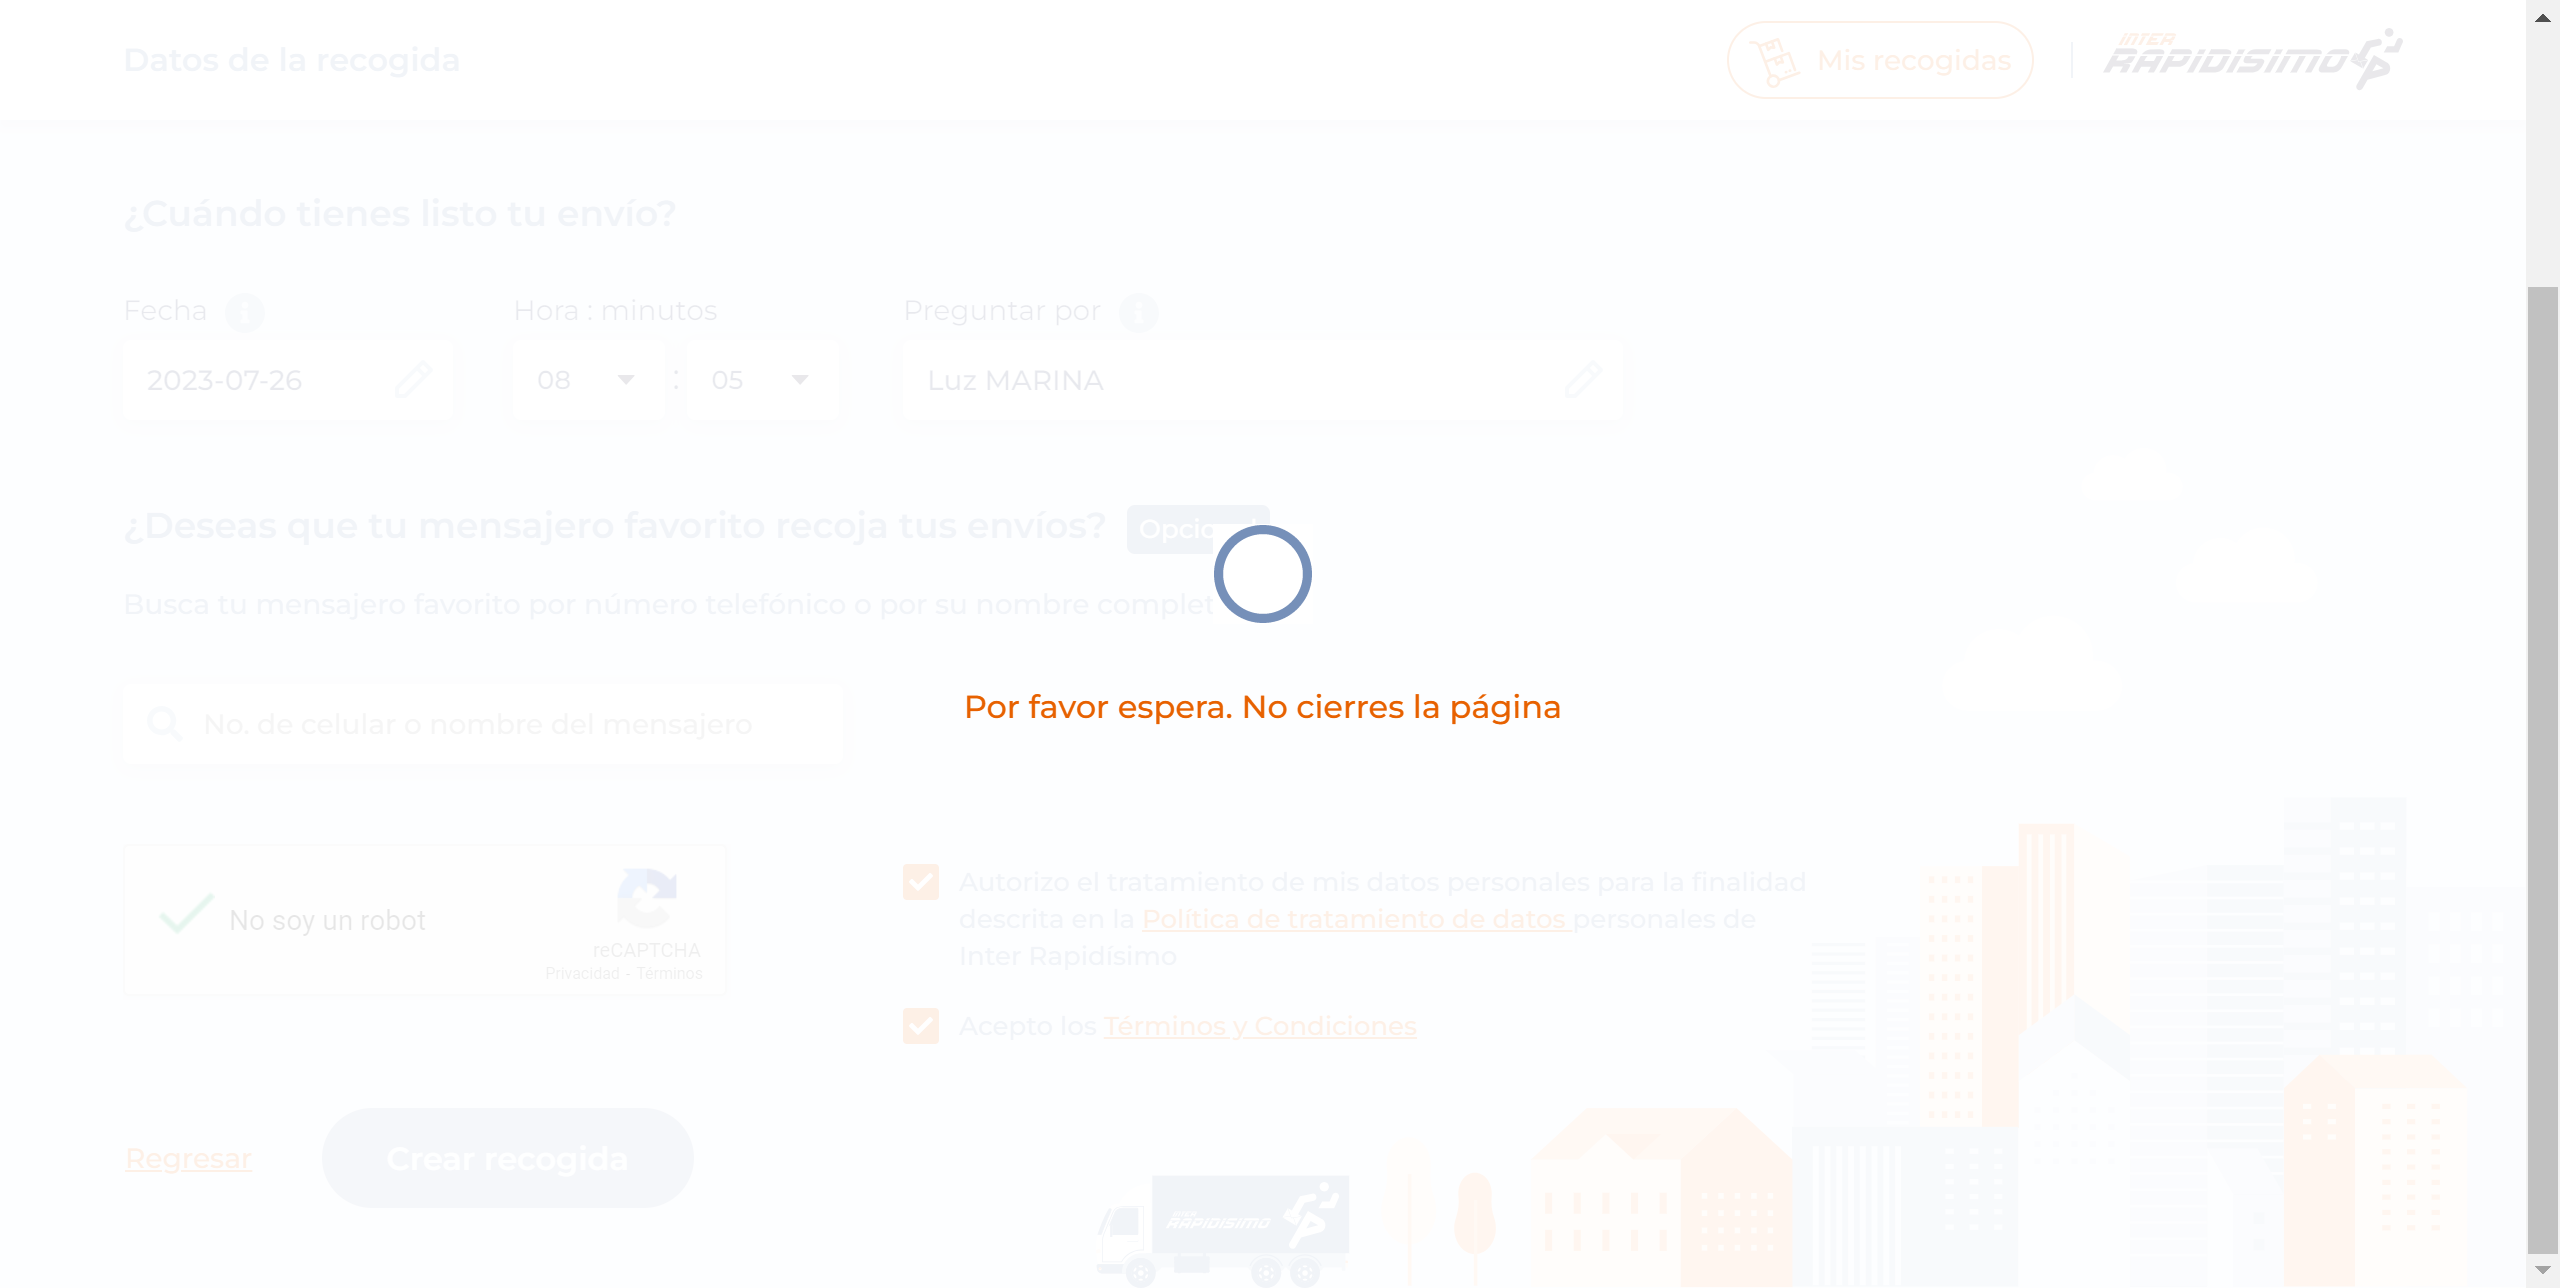 Datos de la recogida
Mis recogidas
INTER
RAPIDISIMO
¿Cuándo tienes listo tu envío?
Fecha
Hora : minutos
Preguntar por
2023-07-26
08 : 05
Luz MARINA
¿Deseas que tu mensajero favorito recoja tus envíos?
Busca tu mensajero favorito por número telefónico o por su nombre complet
Por favor espera. No cierres la página
No. de celular o nombre del mensajero
No soy un robot
reCAPTCHA
Privacidad - Términos
Autorizo el tratamiento de mis datos personales para la finalidad
descrita en la Política de tratamiento de datos personales de
Inter Rapidísimo
Acepto los Términos y Condiciones
Regresar
Crear recogida
INTER
RAPIDISIMO